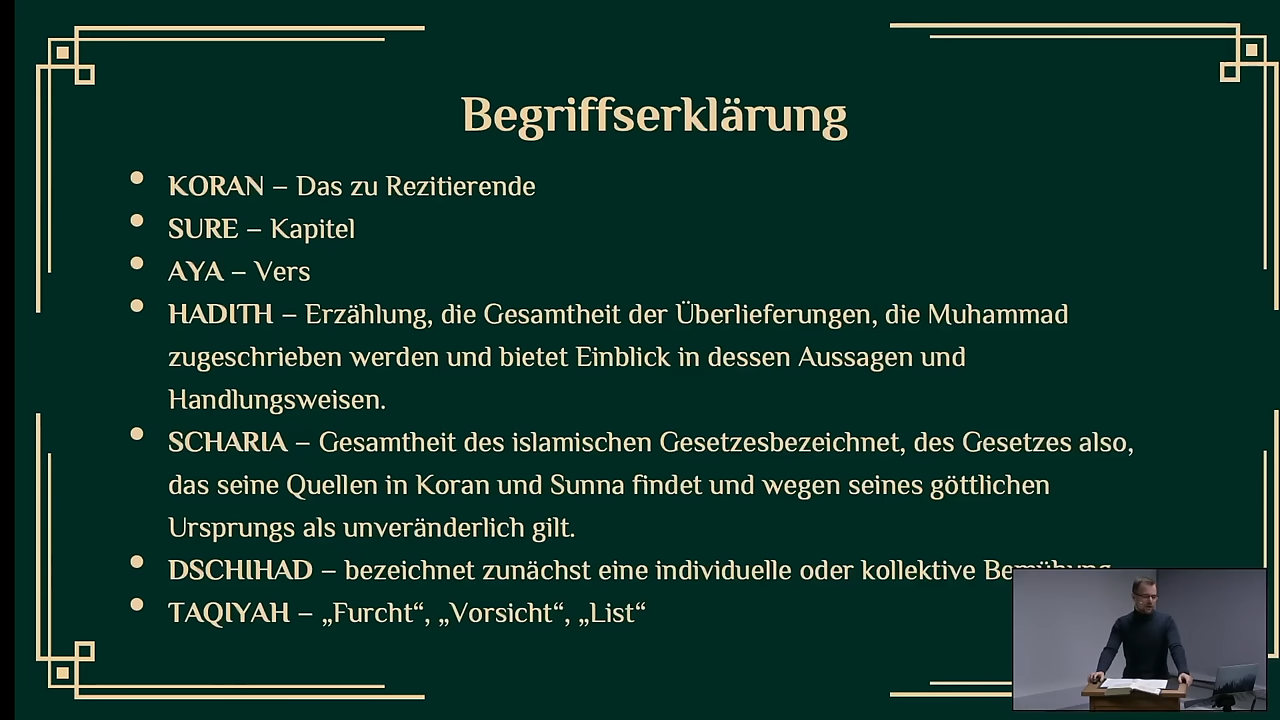 Begriffserklärung
• KORAN – Das zu Rezitierende
• SURE – Kapitel
• AYA – Vers
• HADITH – Erzählung, die Gesamtheit der Überlieferungen, die Muhammad
zugeschrieben werden und bietet Einblick in dessen Aussagen und
Handlungsweisen.
• SCHARIA – Gesamtheit des islamischen Gesetzesbezeichnet, des Gesetzes also,
das seine Quellen in Koran und Sunna findet und wegen seines göttlichen
Ursprungs als unveränderlich gilt.
• DSCHIHAD – bezeichnet zunächst eine individuelle oder kollektive Bemühung
• TAQIYAH – „Furcht“, „Vorsicht“, „List“